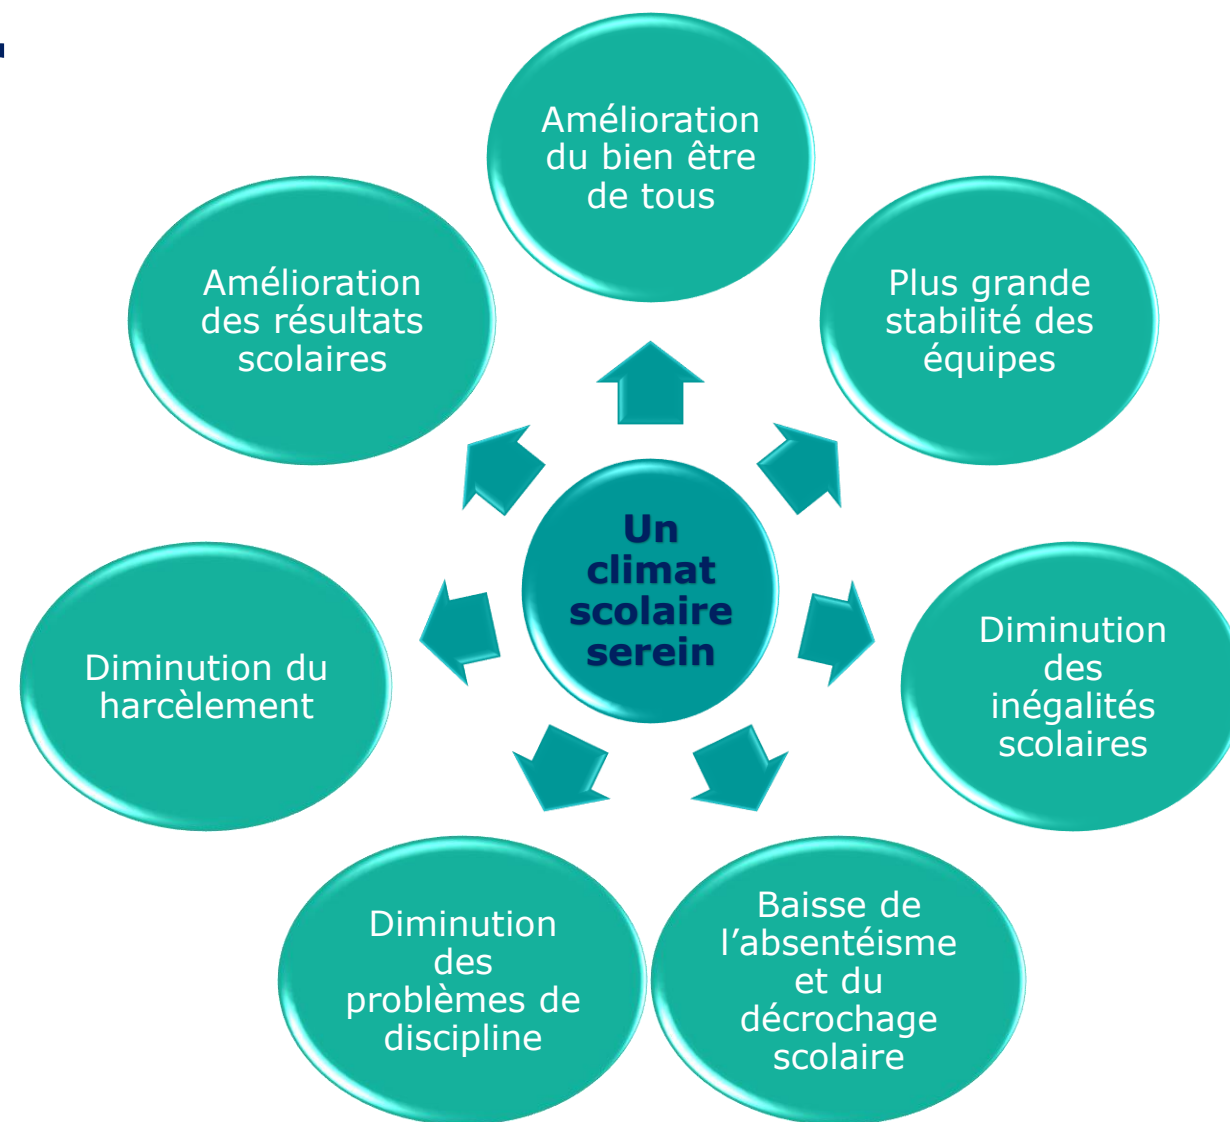 Amélioration
du bien être
de tous
Plus grande
stabilité des
équipes
Diminution
des
inégalités
scolaires
Baisse de
l’absentéisme
et du
décrochage
scolaire
Diminution
des
problèmes de
discipline
Diminution du
harcèlement
Amélioration
des résultats
scolaires
Un
climat
scolaire
serein